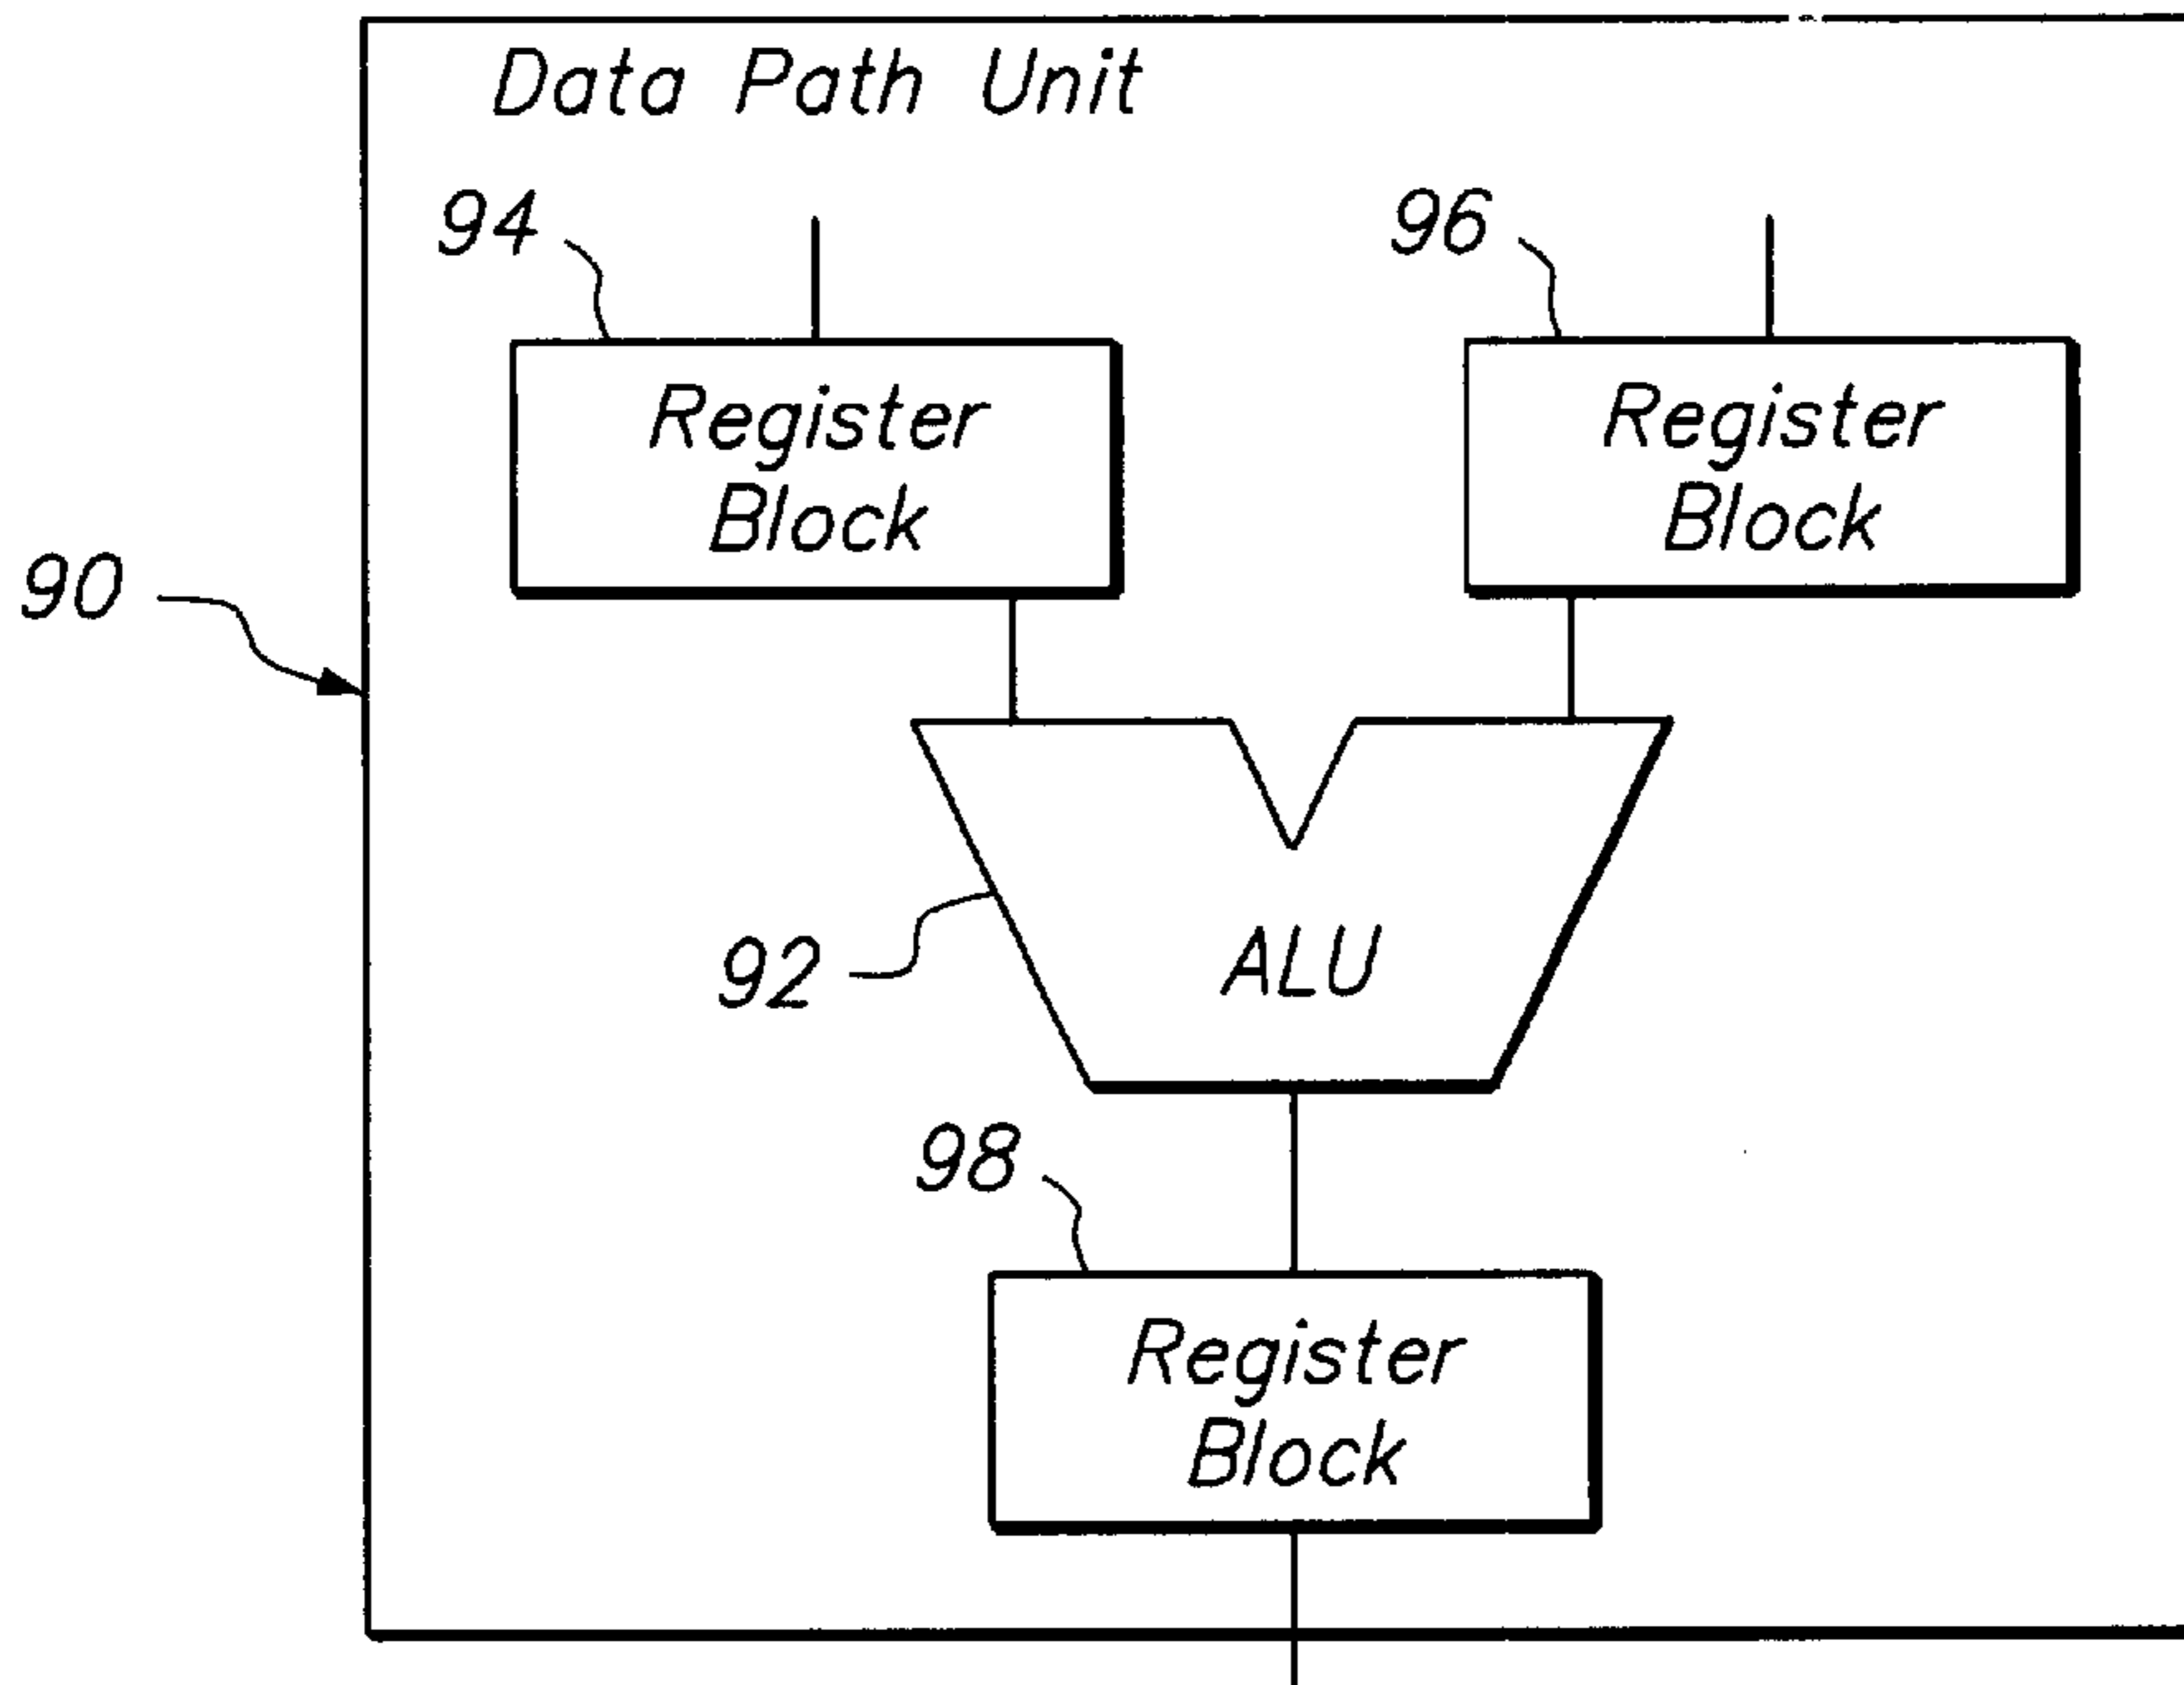 Data Path Unit
94
96
Register
Block
Register
Block
90
92
ALU
98
Register
Block